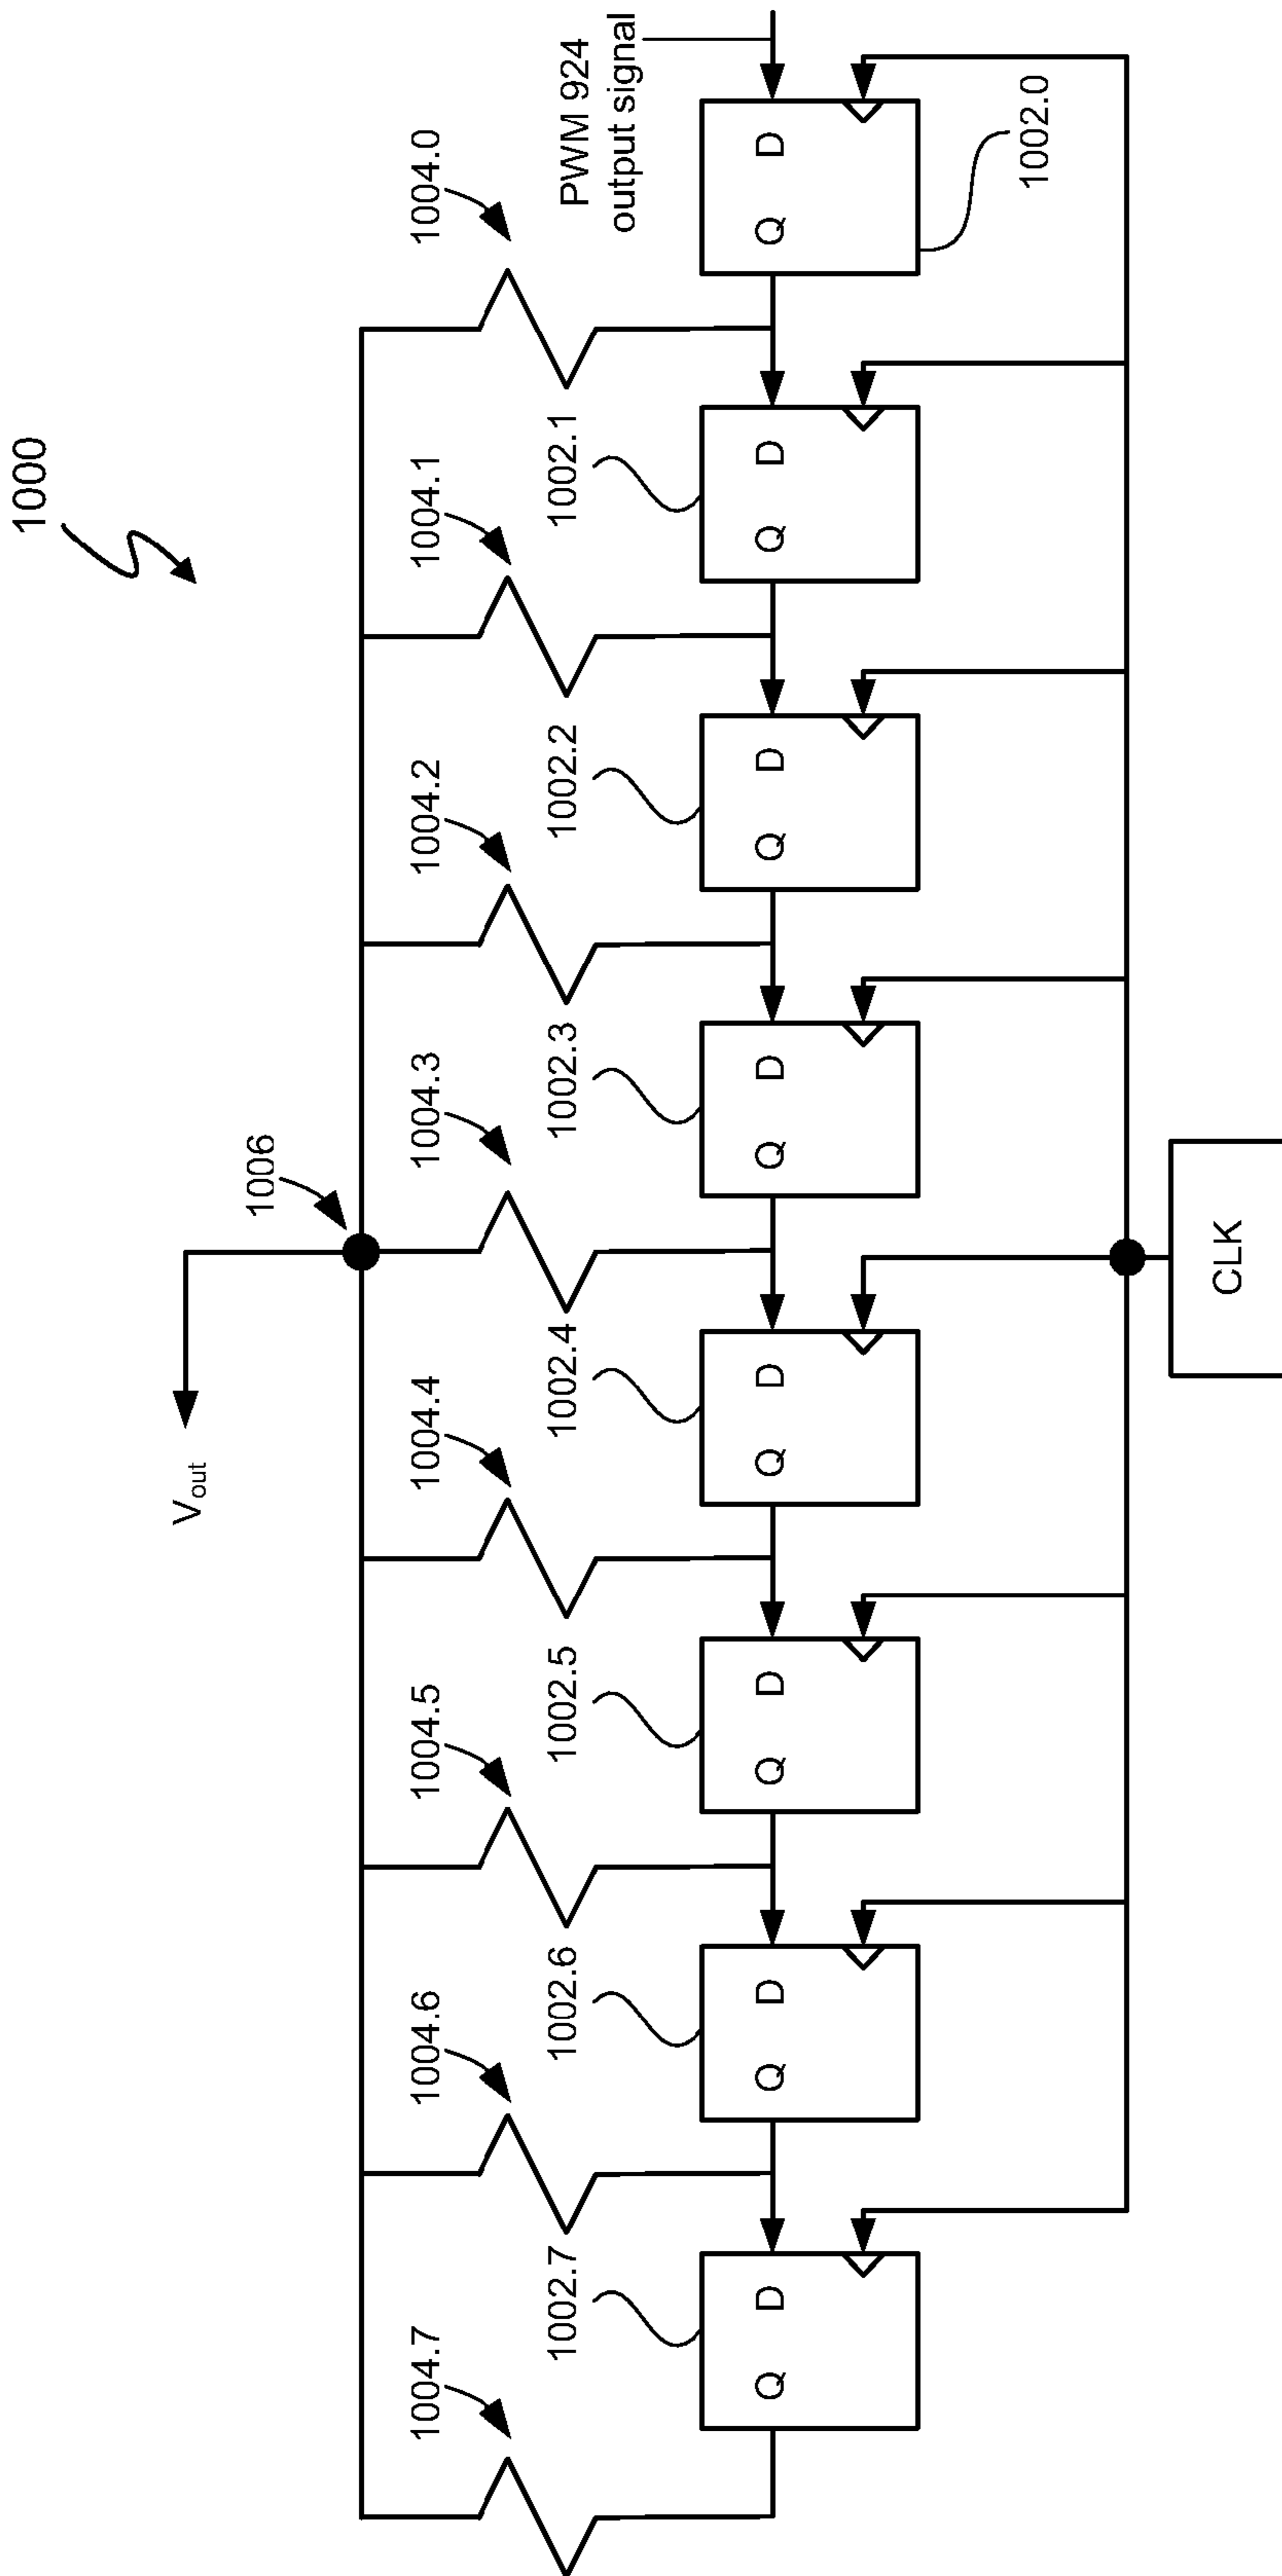 1000
V_out
1006
1004.7
1004.6
1004.5
1004.4
1004.3
1004.2
1004.1
1004.0
1002.7
1002.6
1002.5
1002.4
1002.3
1002.2
1002.1
PWM 924
output signal
Q D
Q D
Q D
Q D
Q D
Q D
Q D
Q D
1002.0
CLK